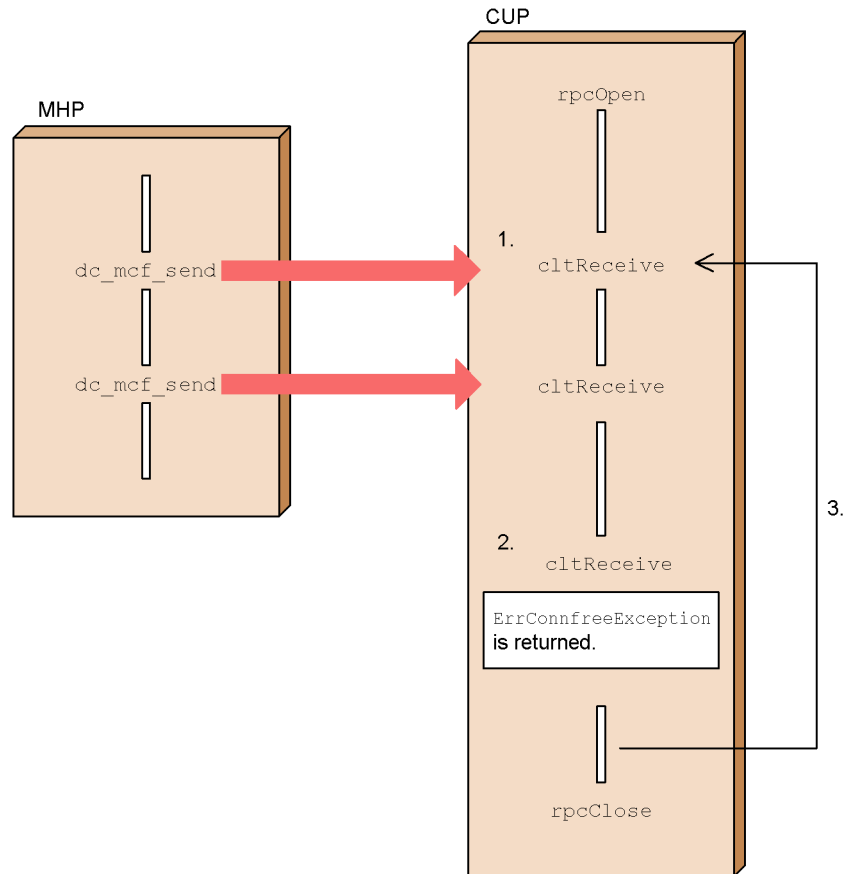 CUP
rpcOpen
MHP
1.
dc_mcf_send
cltReceive
dc_mcf_send
cltReceive
3.
2.
cltReceive
ErrConnfreeException
is returned.
rpcClose